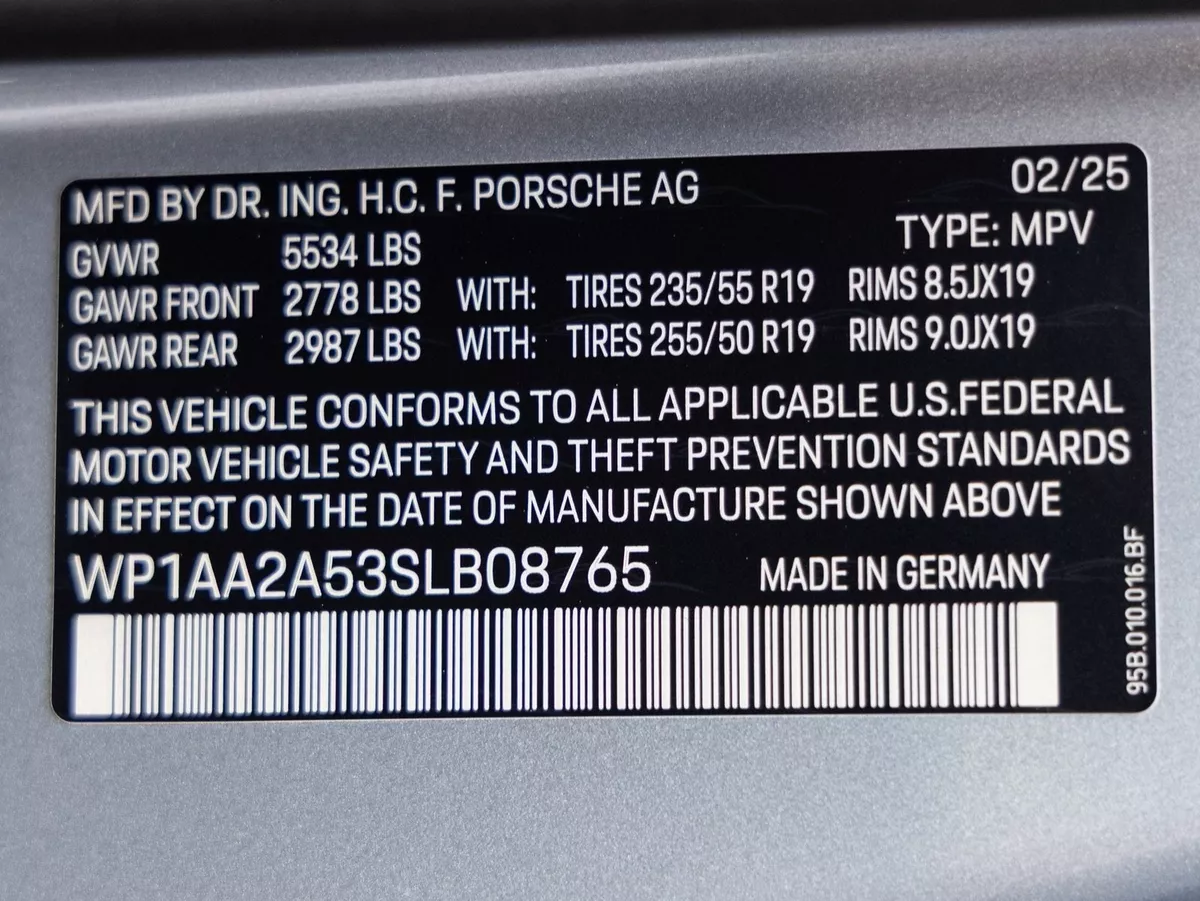 MFD BY DR. ING. H.C. F. PORSCHE AG 02/25
TYPE: MPV
GVWR 5534 LBS
GAWR FRONT 2778 LBS WITH: TIRES 235/55 R19 RIMS 8.5JX19
GAWR REAR 2987 LBS WITH: TIRES 255/50 R19 RIMS 9.0JX19
THIS VEHICLE CONFORMS TO ALL APPLICABLE U.S.FEDERAL
MOTOR VEHICLE SAFETY AND THEFT PREVENTION STANDARDS
IN EFFECT ON THE DATE OF MANUFACTURE SHOWN ABOVE
WP1AA2A53SLB08765 MADE IN GERMANY
95B.010.016.BF